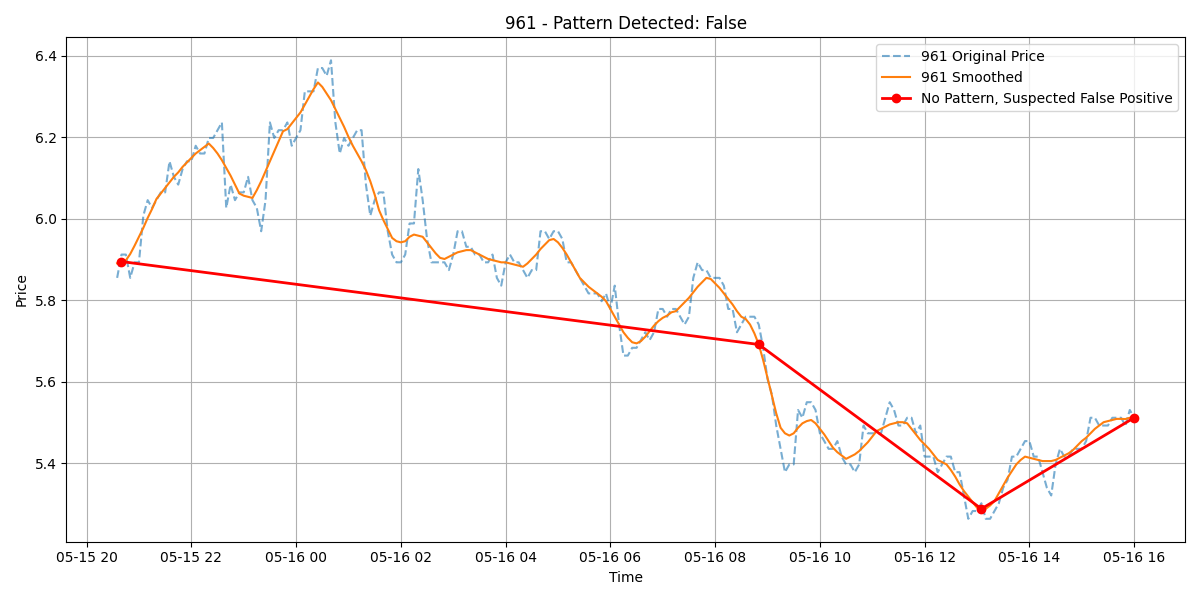 961 - Pattern Detected: False
961 Original Price
961 Smoothed
No Pattern, Suspected False Positive
Price
6.4
6.2
6.0
5.8
5.6
5.4
05-15 20 05-15 22 05-16 00 05-16 02 05-16 04 05-16 06 05-16 08 05-16 10 05-16 12 05-16 14 05-16 16
Time